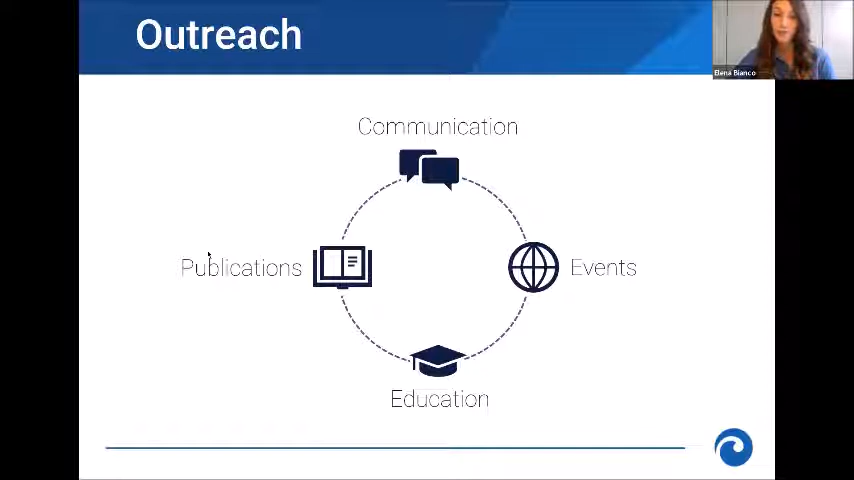 Outreach
Elena Bianco
Communication
Publications
Events
Education